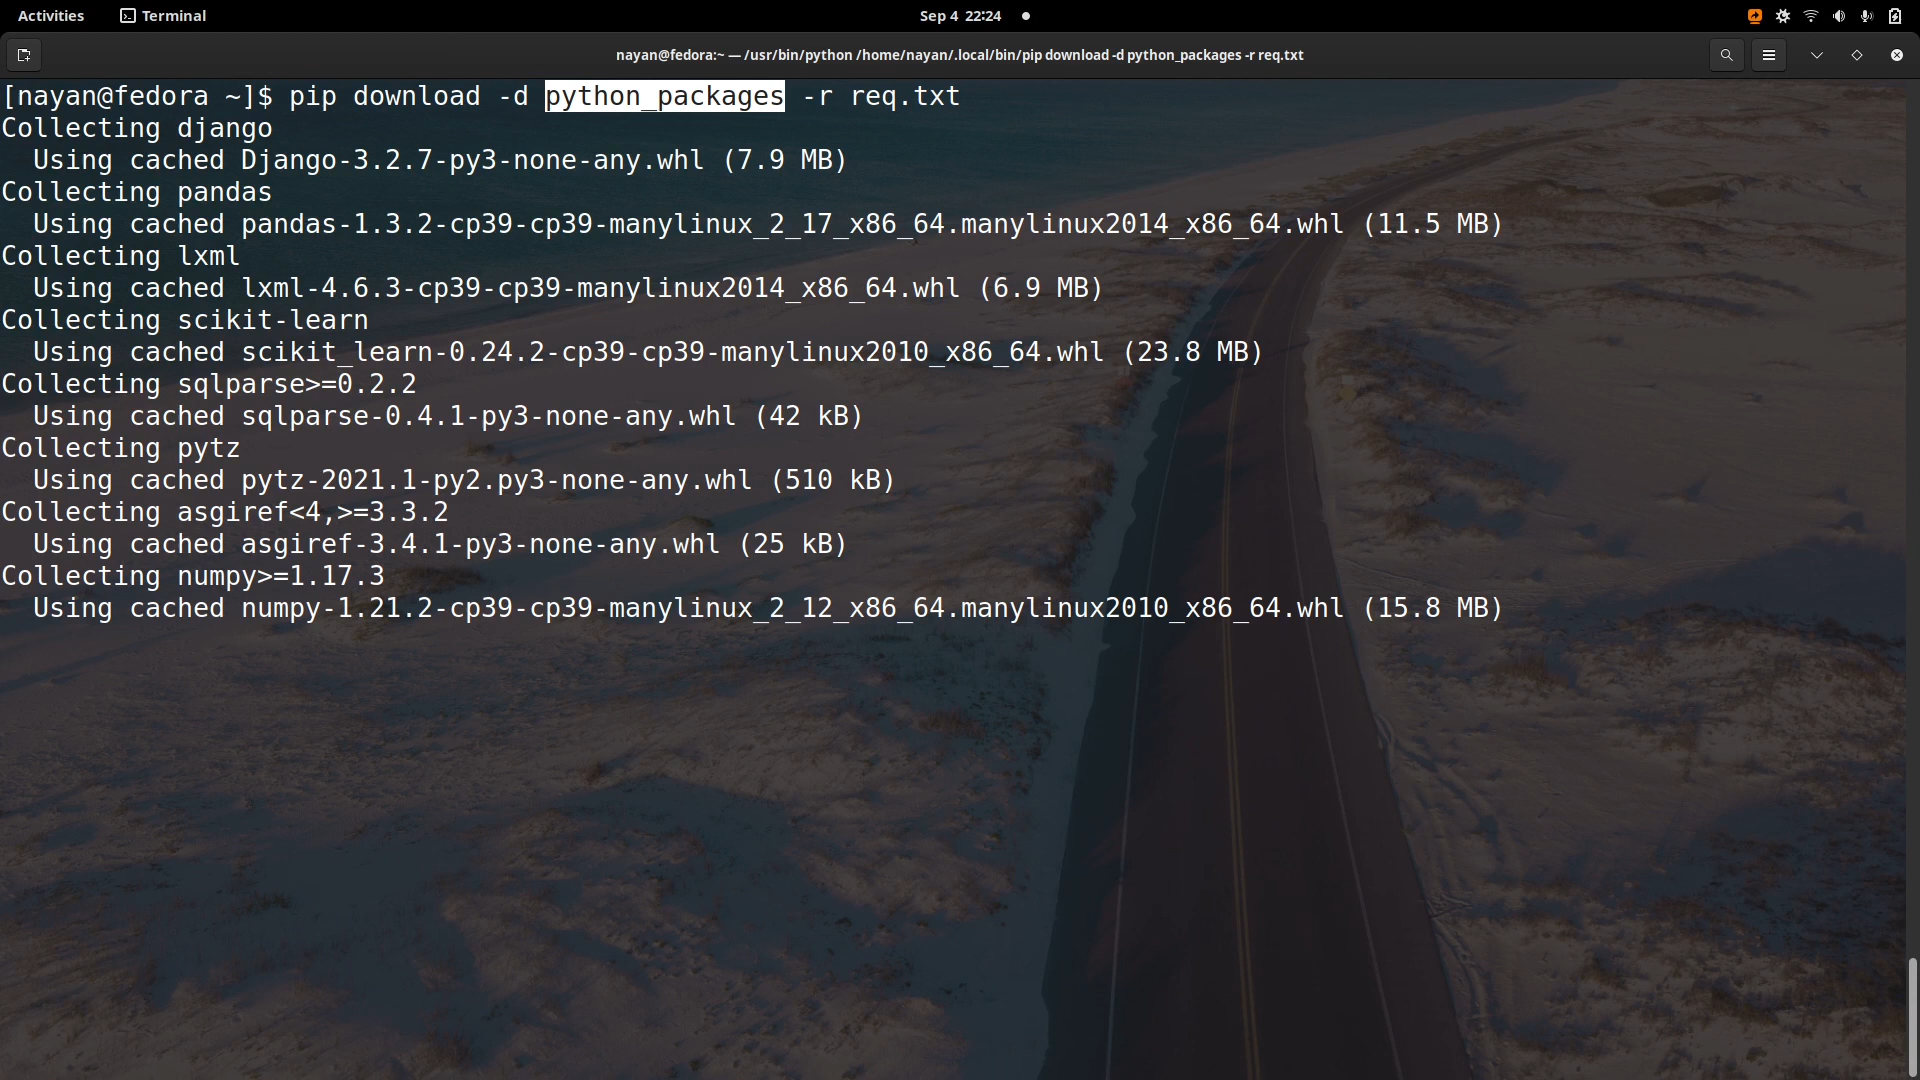 Activities
Terminal
Sep 4 22:24
nayan@fedora:~ — /usr/bin/python /home/nayan/.local/bin/pip download -d python_packages -r req.txt
[nayan@fedora ~]$ pip download -d python_packages -r req.txt
Collecting django
  Using cached Django-3.2.7-py3-none-any.whl (7.9 MB)
Collecting pandas
  Using cached pandas-1.3.2-cp39-cp39-manylinux_2_17_x86_64.manylinux2014_x86_64.whl (11.5 MB)
Collecting lxml
  Using cached lxml-4.6.3-cp39-cp39-manylinux2014_x86_64.whl (6.9 MB)
Collecting scikit-learn
  Using cached scikit_learn-0.24.2-cp39-cp39-manylinux2010_x86_64.whl (23.8 MB)
Collecting sqlparse>=0.2.2
  Using cached sqlparse-0.4.1-py3-none-any.whl (42 kB)
Collecting pytz
  Using cached pytz-2021.1-py2.py3-none-any.whl (510 kB)
Collecting asgiref<4,>=3.3.2
  Using cached asgiref-3.4.1-py3-none-any.whl (25 kB)
Collecting numpy>=1.17.3
  Using cached numpy-1.21.2-cp39-cp39-manylinux_2_12_x86_64.manylinux2010_x86_64.whl (15.8 MB)